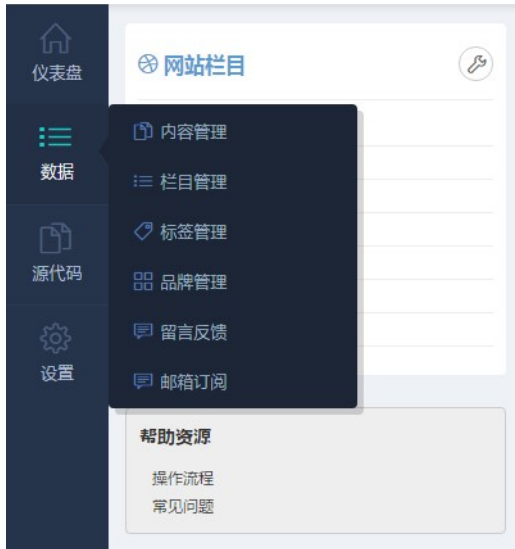 仪表盘
数据
源代码
设置
网站栏目
内容管理
栏目管理
标签管理
品牌管理
留言反馈
邮箱订阅
帮助资源
操作流程
常见问题